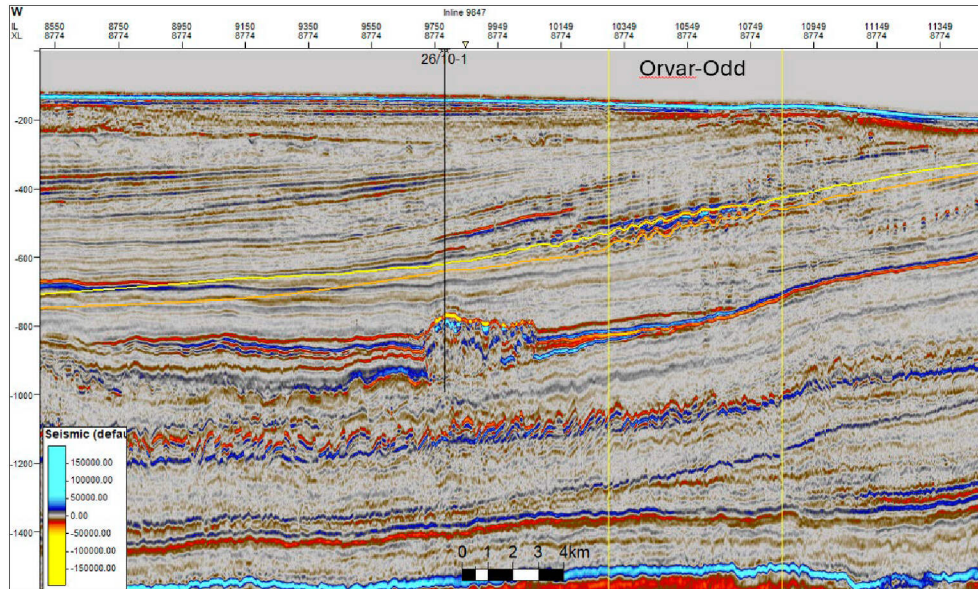 W
Inline 9647
IL 8550 8750 8950 9150 9350 9550 9750 9949 10149 10349 10549 10749 10949 11149 11349
XL 8774 8774 8774 8774 8774 8774 8774 8774 8774 8774 8774 8774 8774 8774 8774
26/10-1
Orvar-Odd
-200
-400
-600
-800
-1000
-1200
-1400
Seismic (defau
150000.00
100000.00
50000.00
0.00
-50000.00
-100000.00
-150000.00
0 1 2 3 4km